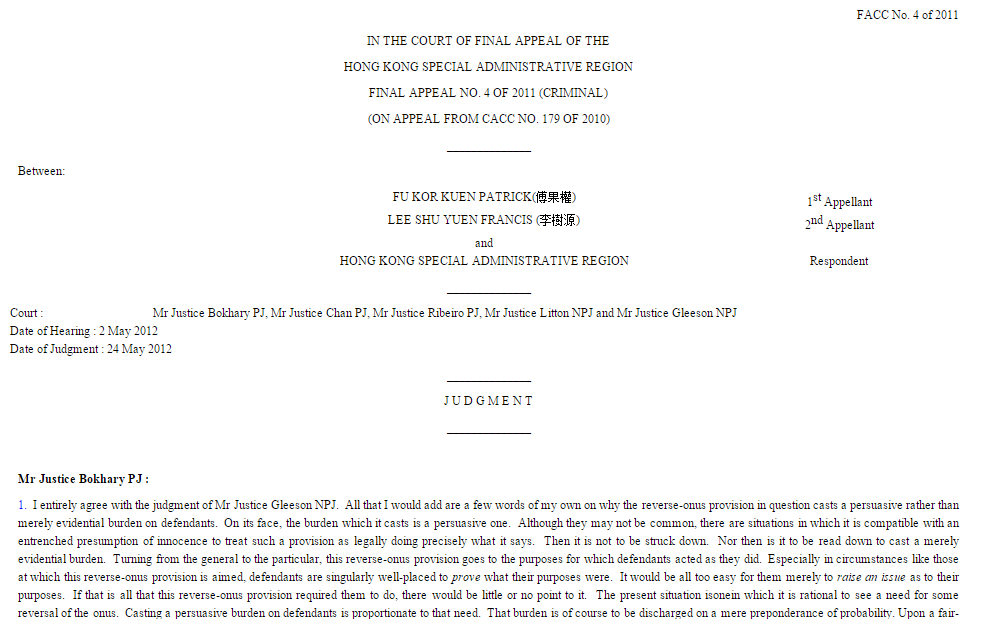 FACC No. 4 of 2011
IN THE COURT OF FINAL APPEAL OF THE
HONG KONG SPECIAL ADMINISTRATIVE REGION
FINAL APPEAL NO. 4 OF 2011 (CRIMINAL)
(ON APPEAL FROM CACC NO. 179 OF 2010)
Between:
FU KOR KUEN PATRICK(傅果權) 1st Appellant
LEE SHU YUEN FRANCIS (李樹源) 2nd Appellant
and
HONG KONG SPECIAL ADMINISTRATIVE REGION Respondent
Court : Mr Justice Bokhary PJ, Mr Justice Chan PJ, Mr Justice Ribeiro PJ, Mr Justice Litton NPJ and Mr Justice Gleeson NPJ
Date of Hearing : 2 May 2012
Date of Judgment : 24 May 2012
J U D G M E N T
Mr Justice Bokhary PJ :
1. I entirely agree with the judgment of Mr Justice Gleeson NPJ. All that I would add are a few words of my own on why the reverse-onus provision in question casts a persuasive rather than
merely evidential burden on defendants. On its face, the burden which it casts is a persuasive one. Although they may not be common, there are situations in which it is compatible with an
entrenched presumption of innocence to treat such a provision as legally doing precisely what it says. Then it is not to be struck down. Nor then is it to be read down to cast a merely
evidential burden. Turning from the general to the particular, this reverse-onus provision goes to the purposes for which defendants acted as they did. Especially in circumstances like those
at which this reverse-onus provision is aimed, defendants are singularly well-placed to prove what their purposes were. It would be all too easy for them merely to raise an issue as to their
purposes. If that is all that this reverse-onus provision required them to do, there would be little or no point to it. The present situation isonein which it is rational to see a need for some
reversal of the onus. Casting a persuasive burden on defendants is proportionate to that need. That burden is of course to be discharged on a mere preponderance of probability. Upon a fair-